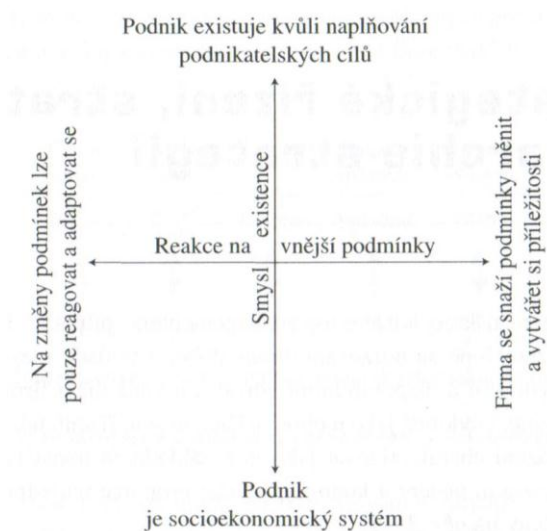 Podnik existuje kvůli naplňování
podnikatelských cílů
Na změny podmínek lze
pouze reagovat a adaptovat se
Smysl existence
Reakce na vnější podmínky
Firma se snaží podmínky měnit
a vytvářet si příležitosti
Podnik
je socioekonomický systém